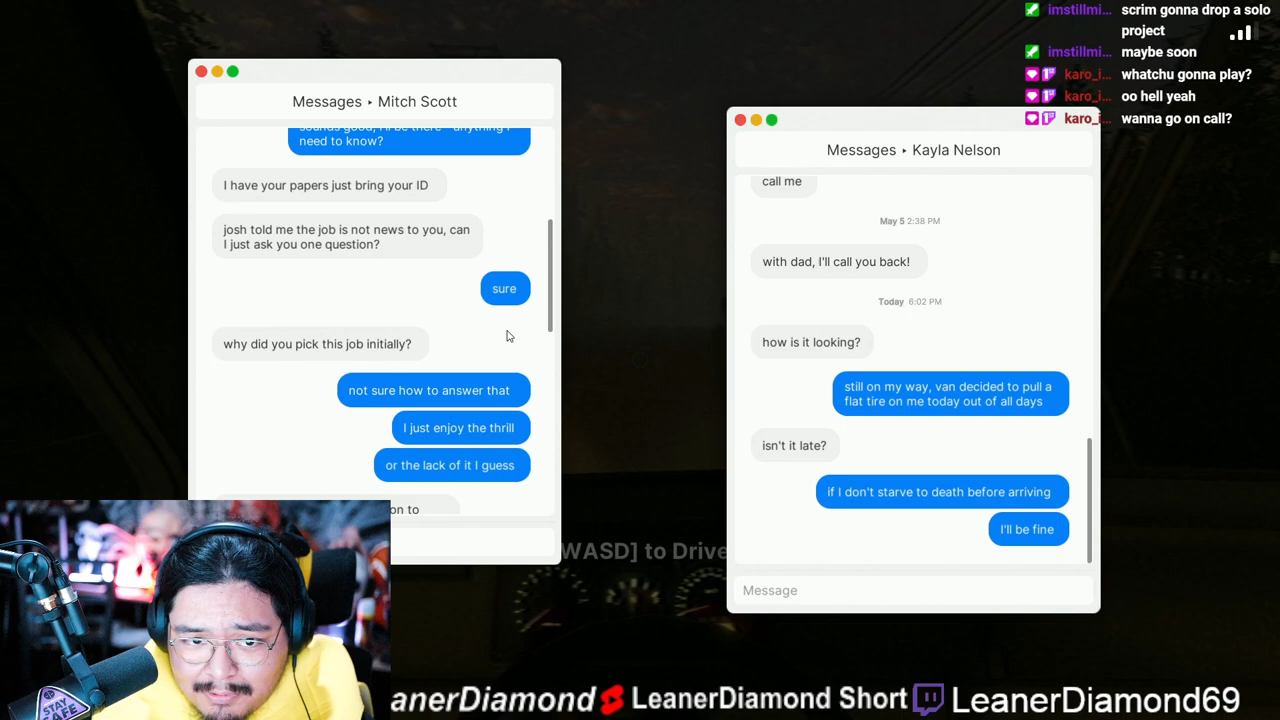 Messages ▸ Mitch Scott
sounds good, I'll be there - anything I
need to know?
I have your papers just bring your ID
josh told me the job is not news to you, can
I just ask you one question?
sure
why did you pick this job initially?
not sure how to answer that
I just enjoy the thrill
or the lack of it I guess
on to
Messages ▸ Kayla Nelson
call me
May 5 2:38 PM
with dad, I'll call you back!
Today 6:02 PM
how is it looking?
still on my way, van decided to pull a
flat tire on me today out of all days
isn't it late?
if I don't starve to death before arriving
I'll be fine
Message
WASD] to Drive
imstillmi... scrim gonna drop a solo
project
imstillmi... maybe soon
karo_i... whatchu gonna play?
karo_i... oo hell yeah
karo_i... wanna go on call?
STAY
SAFE
eanerDiamond LeanerDiamond Short LeanerDiamond69